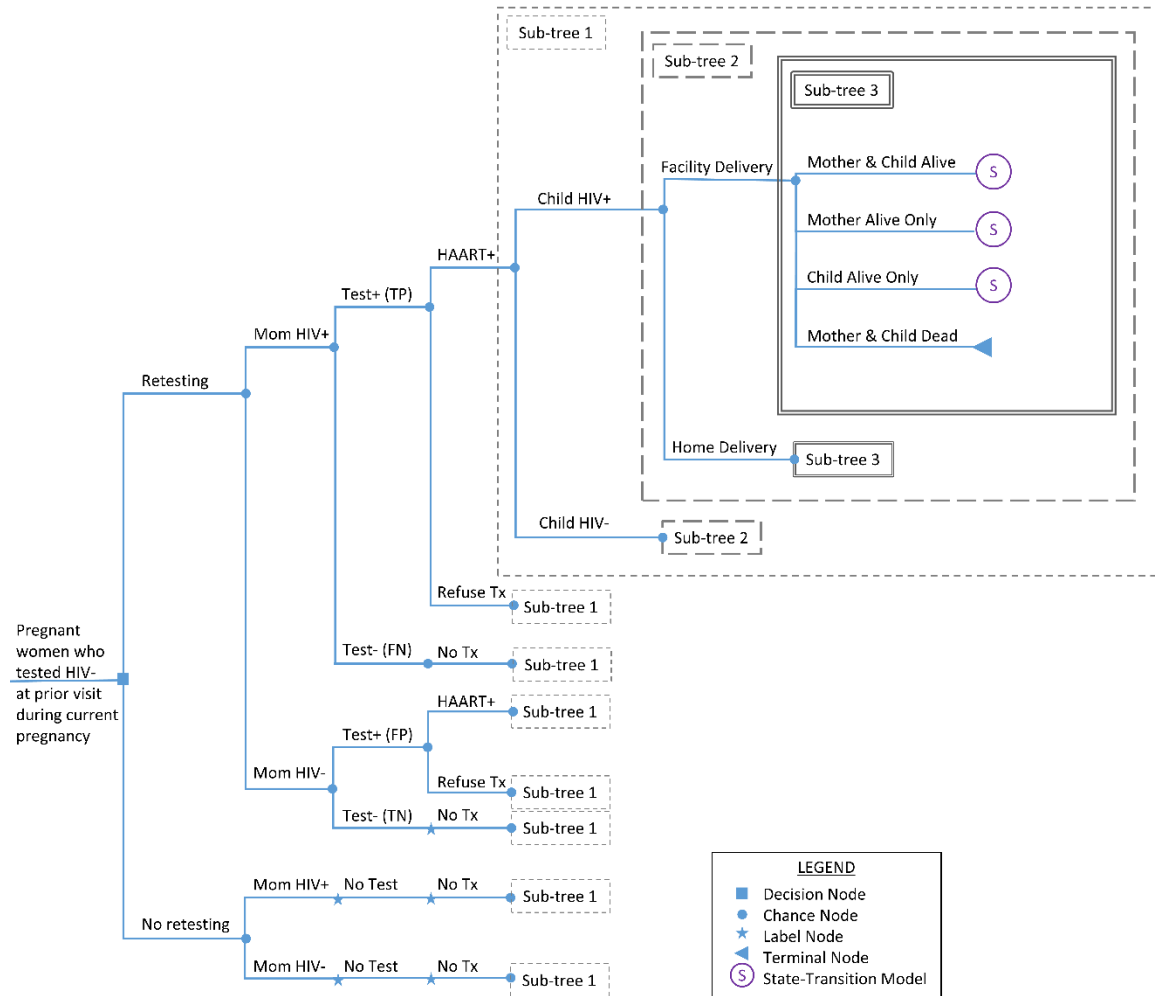 Sub-tree 1
Sub-tree 2
Sub-tree 3
Mother & Child Alive
S
Facility Delivery
Mother Alive Only
S
Child HIV+
Child Alive Only
S
HAART+
Mother & Child Dead
Test+ (TP)
Mom HIV+
Retesting
Home Delivery
Sub-tree 3
Child HIV-
Sub-tree 2
Refuse Tx
Sub-tree 1
Test- (FN)
No Tx
Sub-tree 1
Pregnant
women who
tested HIV-
at prior visit
during current
pregnancy
HAART+
Sub-tree 1
Test+ (FP)
Mom HIV-
Refuse Tx
Sub-tree 1
Test- (TN)
No Tx
Sub-tree 1
Mom HIV+
No Test
No Tx
Sub-tree 1
No retesting
Mom HIV-
No Test
No Tx
Sub-tree 1
LEGEND
Decision Node
Chance Node
Label Node
Terminal Node
S State-Transition Model